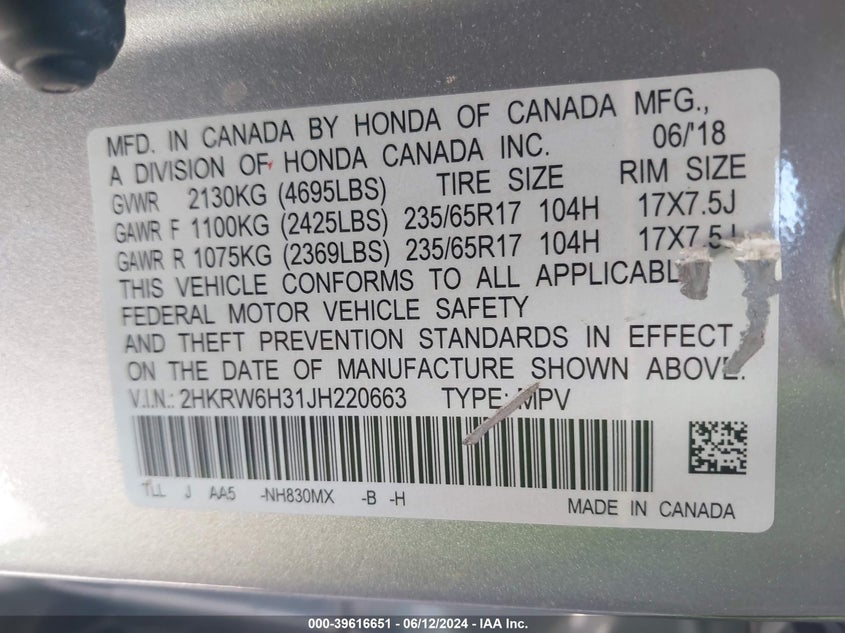 MFD. IN CANADA BY HONDA OF CANADA MFG.,
A DIVISION OF HONDA CANADA INC. 06/'18
GVWR 2130KG (4695LBS) TIRE SIZE RIM SIZE
GAWR F 1100KG (2425LBS) 235/65R17 104H 17X7.5J
GAWR R 1075KG (2369LBS) 235/65R17 104H 17X7.5J
THIS VEHICLE CONFORMS TO ALL APPLICABL
FEDERAL MOTOR VEHICLE SAFETY
AND THEFT PREVENTION STANDARDS IN EFFECT
ON THE DATE OF MANUFACTURE SHOWN ABOVE.
V.I.N.: 2HKRW6H31JH220663 TYPE: MPV
TLL J AA5 -NH830MX -B -H
MADE IN CANADA
000-39616651 - 06/12/2024 - IAA Inc.